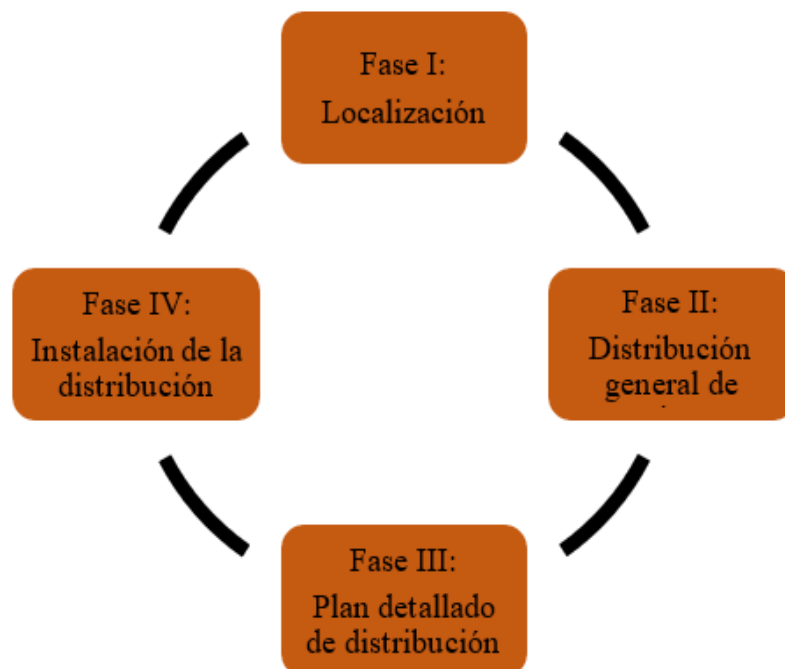 Fase I:
Localización
Fase II:
Distribución
general de
Fase III:
Plan detallado
de distribución
Fase IV:
Instalación de la
distribución